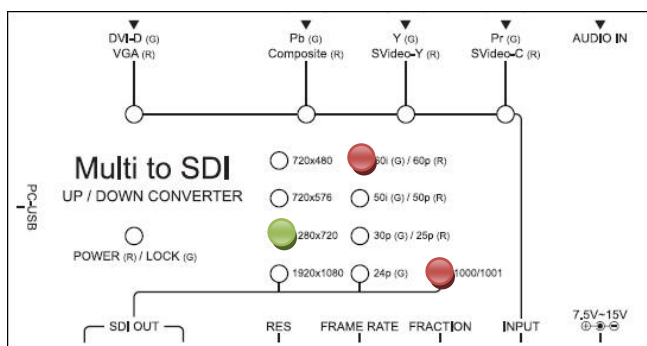 DVI-D (G)
VGA (R)
Pb (G)
Composite (R)
Y (G)
SVideo-Y (R)
Pr (G)
SVideo-C (R)
AUDIO IN
Multi to SDI
UP / DOWN CONVERTER
PC-USB
POWER (R) / LOCK (G)
720x480
60i (G) / 60p (R)
720x576
50i (G) / 50p (R)
280x720
30p (G) / 25p (R)
1920x1080
24p (G)
1000/1001
SDI OUT
RES
FRAME RATE
FRACTION
INPUT
7.5V~15V